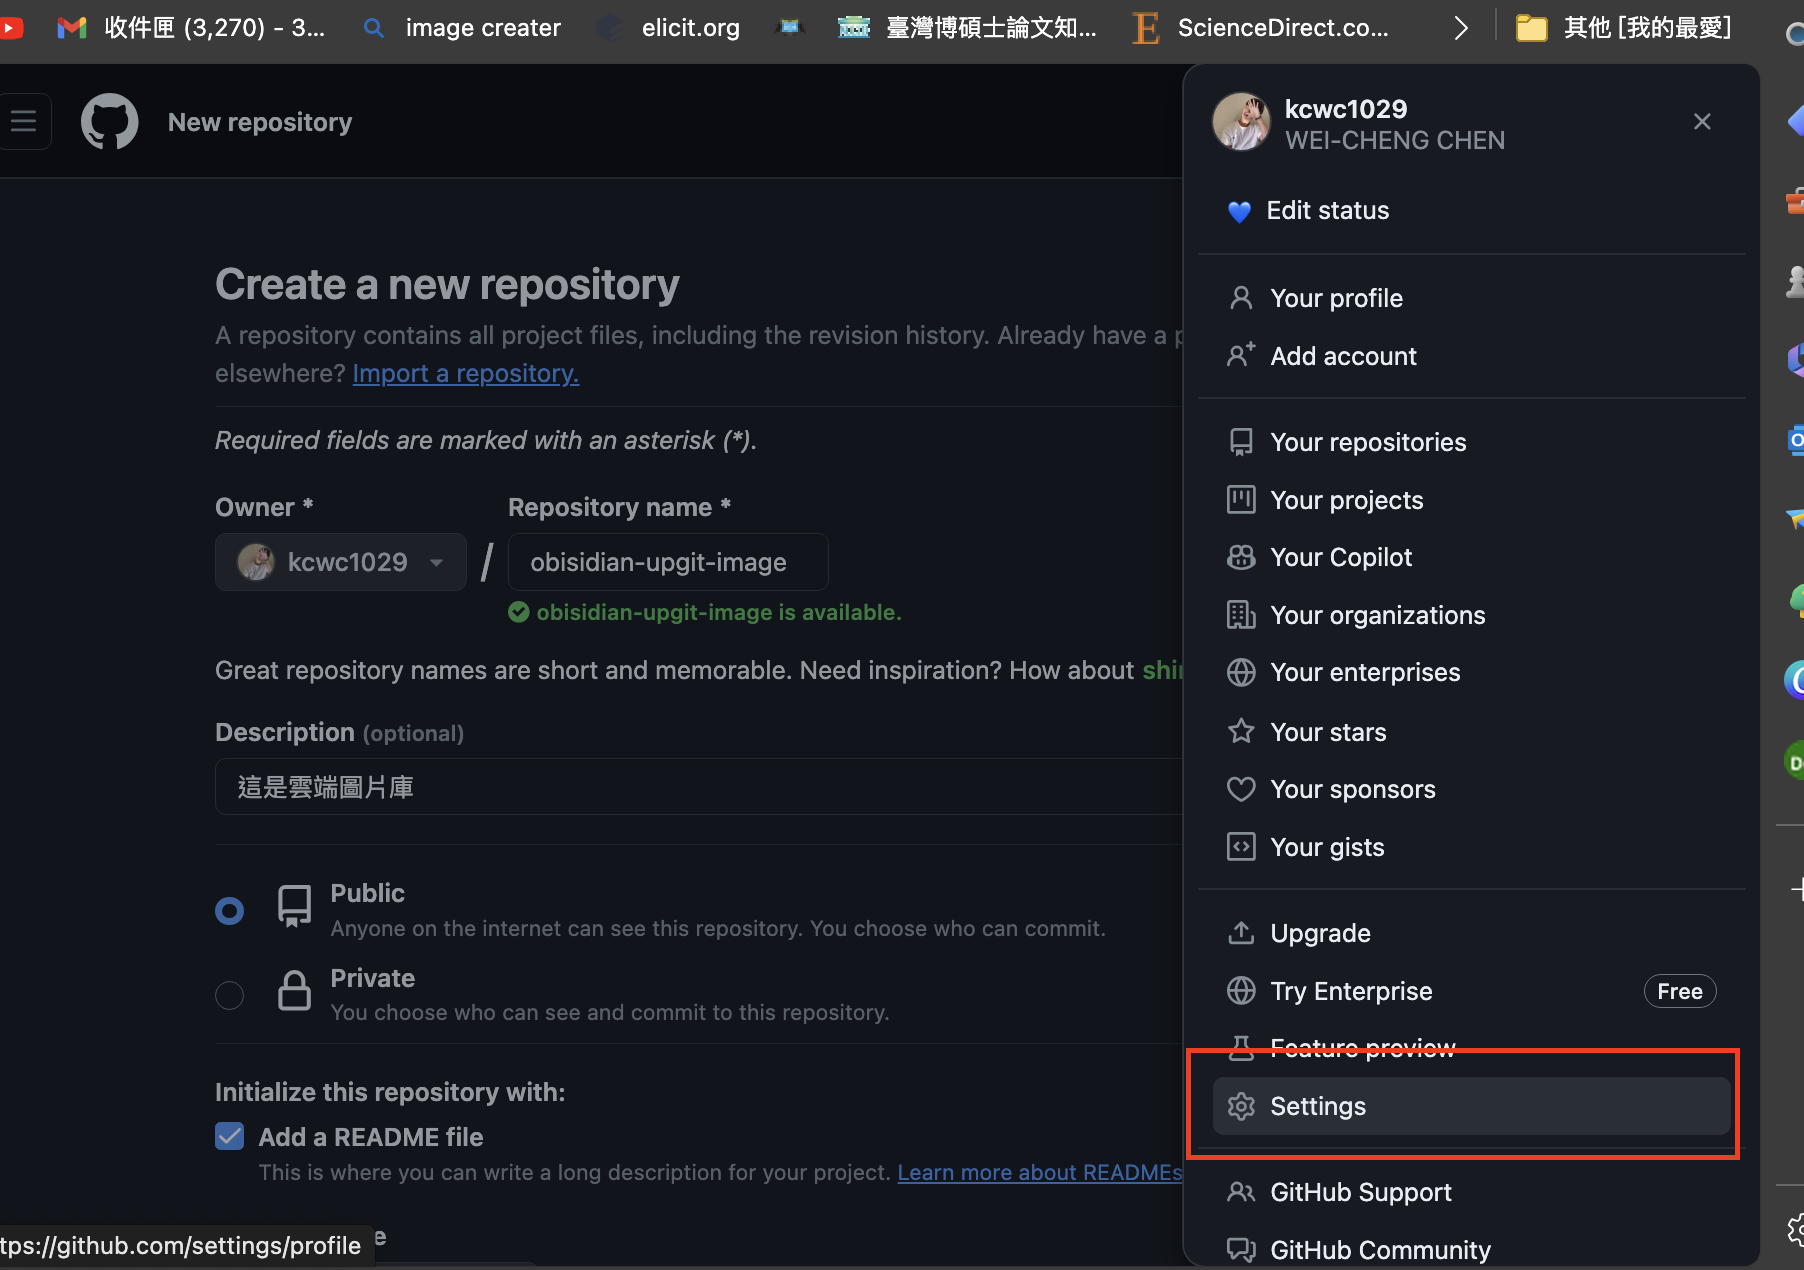 收件匣 (3,270) - 3...
image creater
elicit.org
臺灣博碩士論文知...
ScienceDirect.co...
其他 [我的最愛]
New repository
Create a new repository
A repository contains all project files, including the revision history. Already have a p
elsewhere? Import a repository.
Required fields are marked with an asterisk (*).
Owner *
Repository name *
kcwc1029
/
obisidian-upgit-image
obisidian-upgit-image is available.
Great repository names are short and memorable. Need inspiration? How about shin
Description (optional)
這是雲端圖片庫
Public
Anyone on the internet can see this repository. You choose who can commit.
Private
You choose who can see and commit to this repository.
Initialize this repository with:
Add a README file
This is where you can write a long description for your project. Learn more about READMEs
tps://github.com/settings/profile
kcwc1029
WEI-CHENG CHEN
Edit status
Your profile
Add account
Your repositories
Your projects
Your Copilot
Your organizations
Your enterprises
Your stars
Your sponsors
Your gists
Upgrade
Try Enterprise
Free
Feature preview
Settings
GitHub Support
GitHub Community